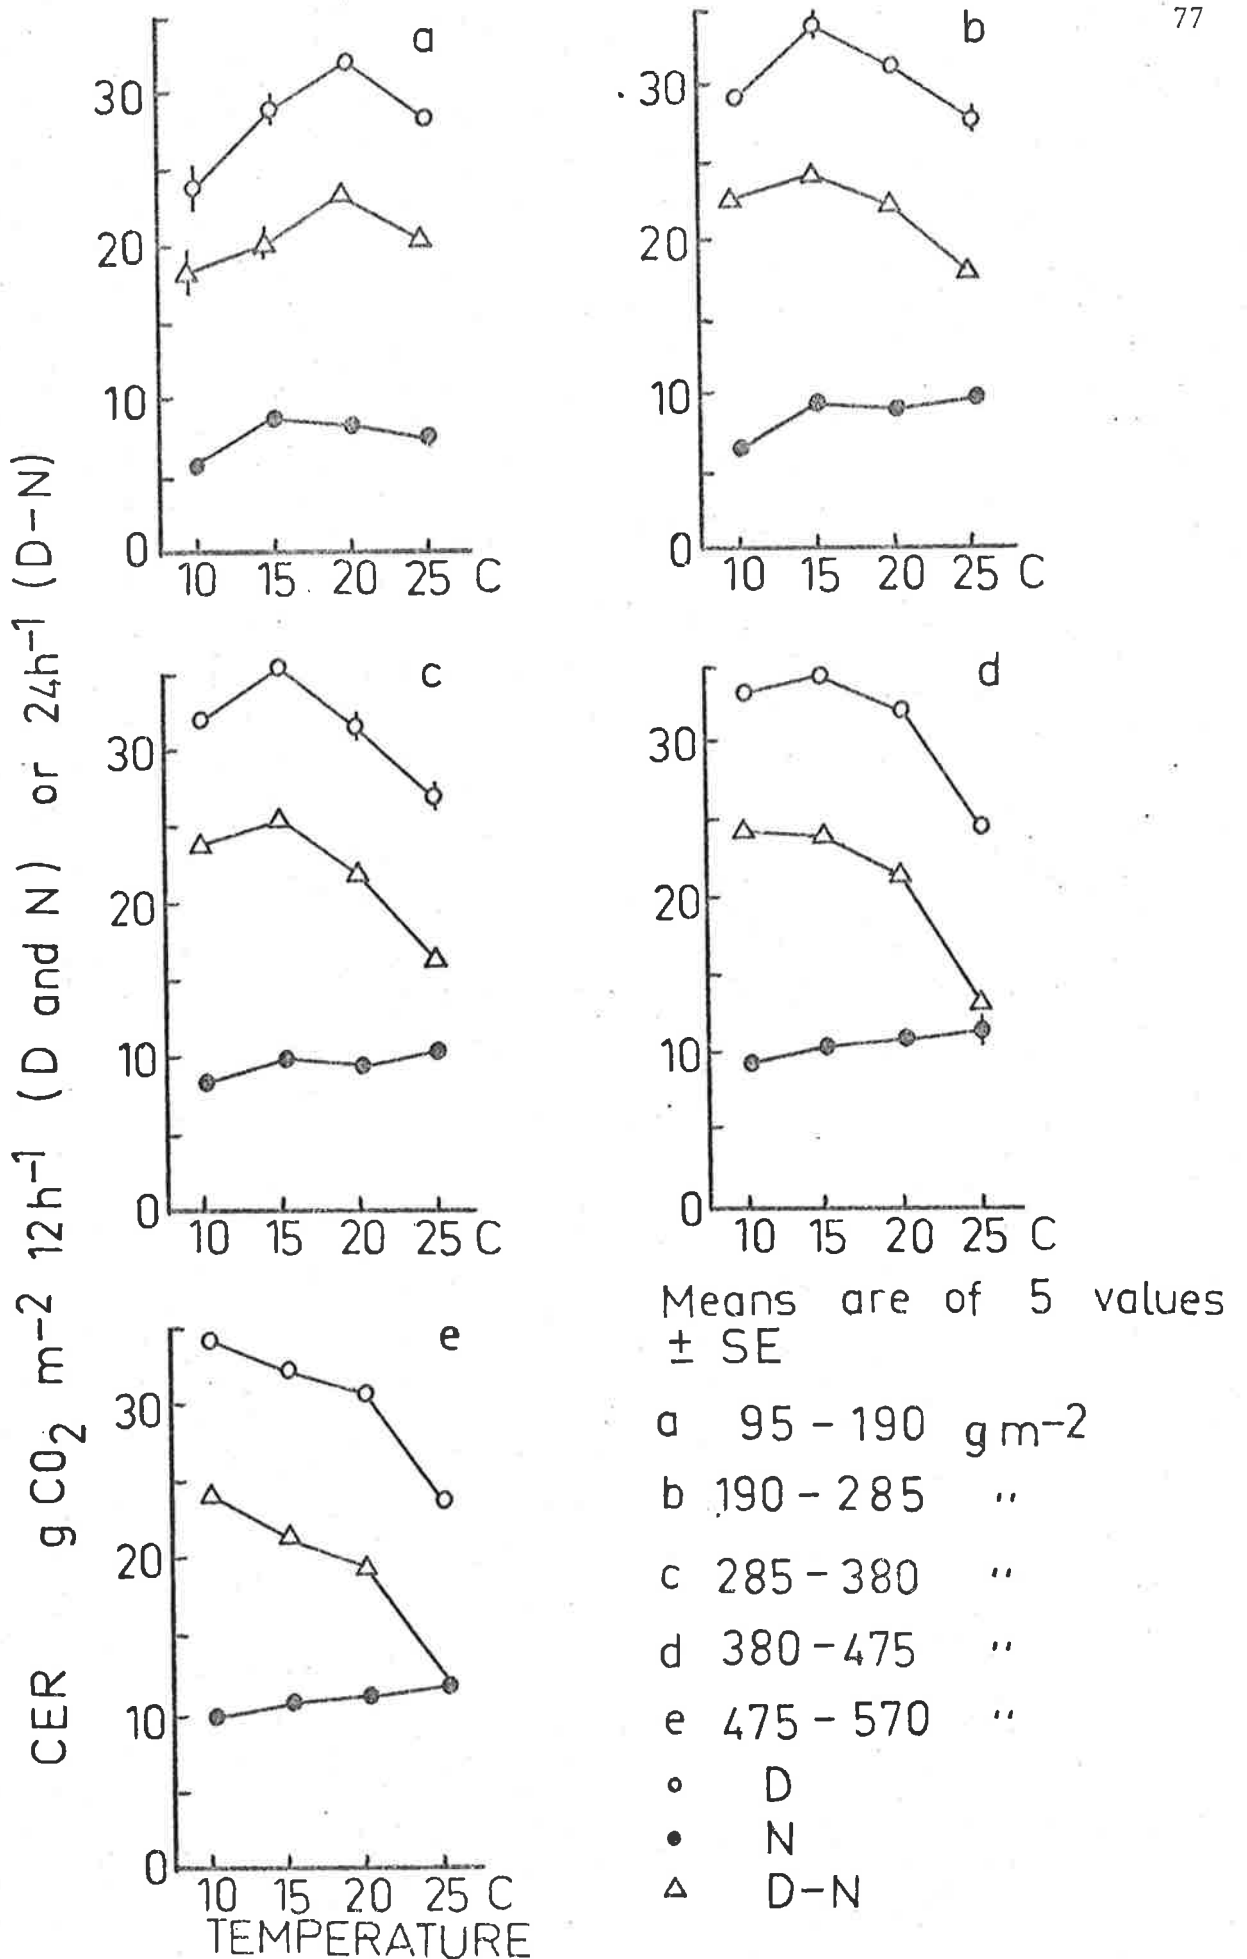 77
a
30
20
10
0
10 15 20 25 C
b
30
20
10
0
10 15 20 25 C
CER g CO₂ m⁻² 12h⁻¹ (D and N) or 24h⁻¹ (D-N)
c
30
20
10
0
10 15 20 25 C
d
30
20
10
0
10 15 20 25 C
e
30
20
10
0
10 15 20 25 C
TEMPERATURE
Means are of 5 values
± SE
a 95 - 190 g m⁻²
b 190 - 285 "
c 285 - 380 "
d 380 - 475 "
e 475 - 570 "
D
N
D-N